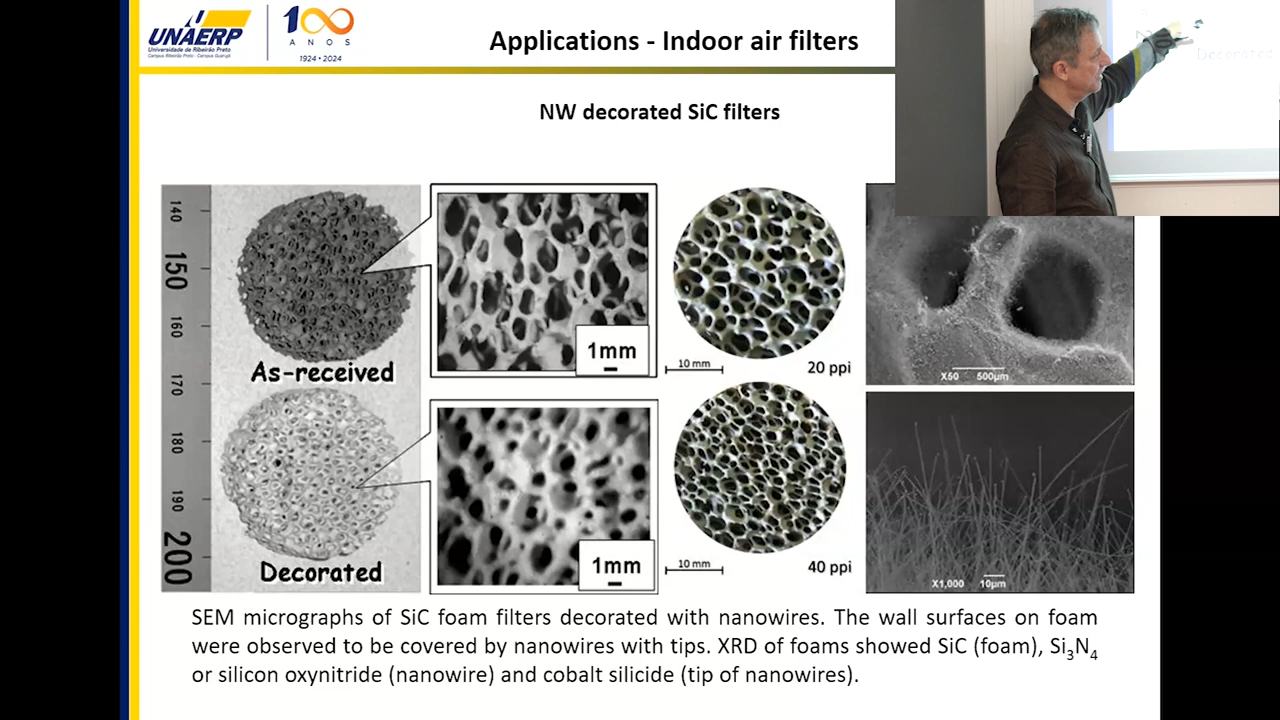 UNAERP
Universidade de Ribeirão Preto
Campus Ribeirão Preto - Campus Guarujá
100
ANOS
1924 • 2024
Applications - Indoor air filters
Decorated
NW decorated SiC filters
140
150
160
170
180
190
200
As-received
Decorated
1mm
1mm
10 mm
20 ppi
10 mm
40 ppi
X50 500µm
X1,000 10µm
SEM micrographs of SiC foam filters decorated with nanowires. The wall surfaces on foam
were observed to be covered by nanowires with tips. XRD of foams showed SiC (foam), Si₃N₄
or silicon oxynitride (nanowire) and cobalt silicide (tip of nanowires).